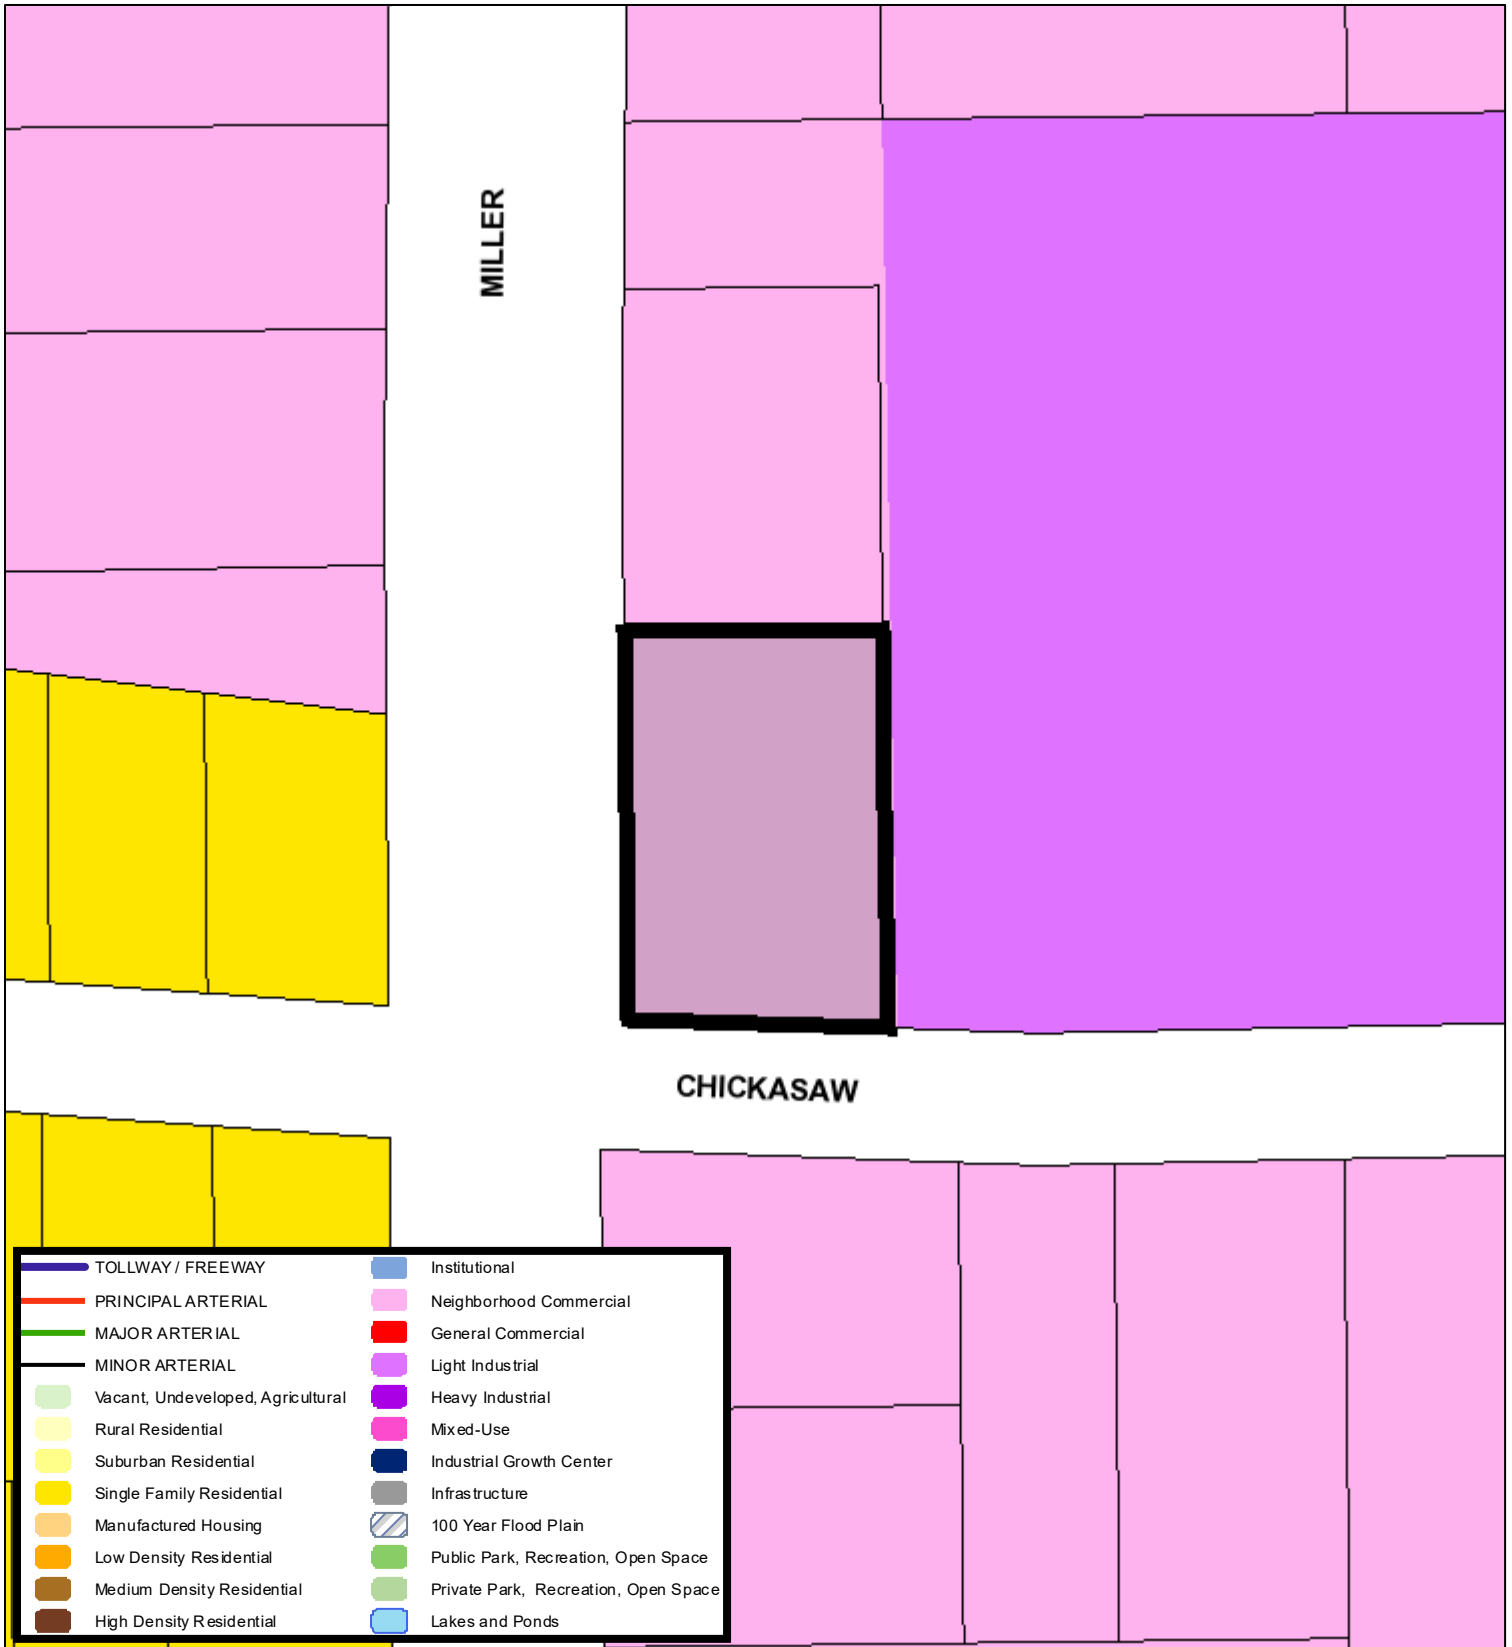 MILLER
CHICKASAW
TOLLWAY / FREEWAY
PRINCIPAL ARTERIAL
MAJOR ARTERIAL
MINOR ARTERIAL
Vacant, Undeveloped, Agricultural
Rural Residential
Suburban Residential
Single Family Residential
Manufactured Housing
Low Density Residential
Medium Density Residential
High Density Residential
Institutional
Neighborhood Commercial
General Commercial
Light Industrial
Heavy Industrial
Mixed-Use
Industrial Growth Center
Infrastructure
100 Year Flood Plain
Public Park, Recreation, Open Space
Private Park, Recreation, Open Space
Lakes and Ponds